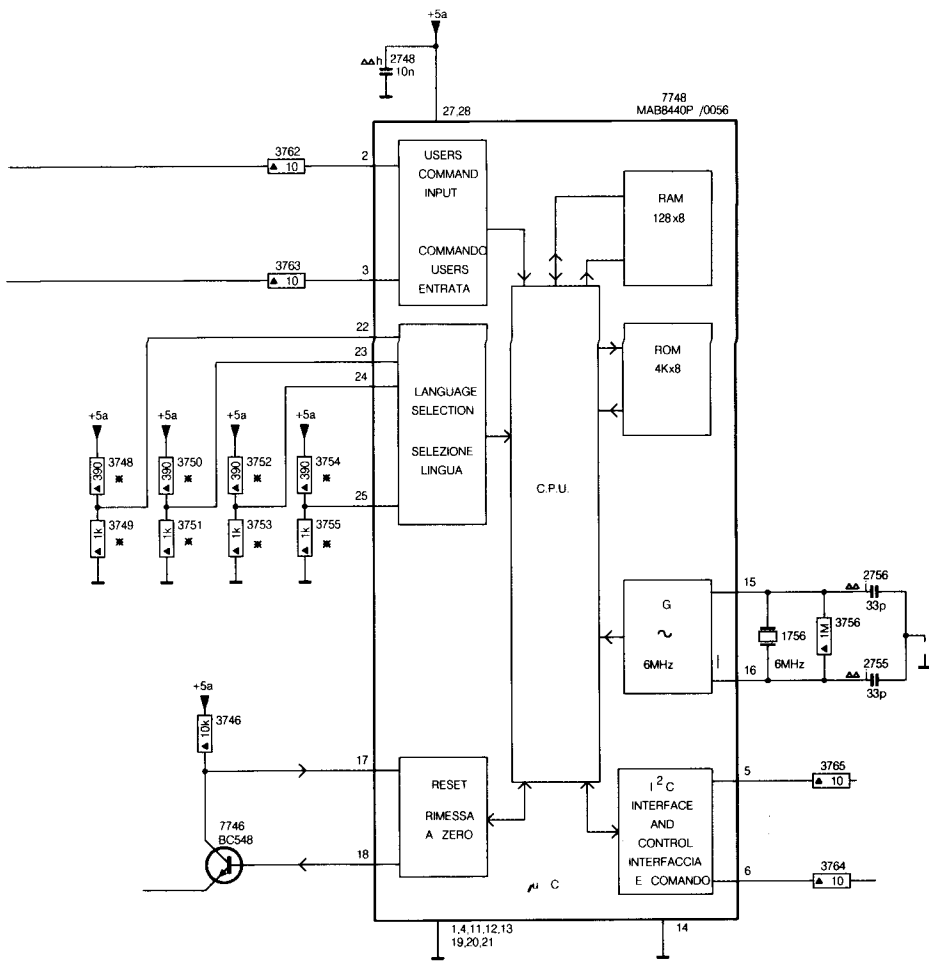 +5a
2748
10n
h
27,28
7748
MAB8440P /0056
3762
10
2
USERS
COMMAND
INPUT
COMMANDO
USERS
ENTRATA
3763
10
3
RAM
128x8
ROM
4Kx8
22
23
24
25
LANGUAGE
SELECTION
SELEZIONE
LINGUA
C.P.U.
+5a
+5a
+5a
+5a
390
3748
390
3750
390
3752
390
3754
1k
3749
1k
3751
1k
3753
1k
3755
G
~
6MHz
15
16
1756
6MHz
1M
3756
2756
33p
2755
33p
+5a
10k
3746
17
18
7746
BC548
RESET
RIMESSA
A ZERO
I²C
INTERFACE
AND
CONTROL
INTERFACCIA
E COMANDO
5
3765
10
6
3764
10
µ C
1,4,11,12,13
19,20,21
14